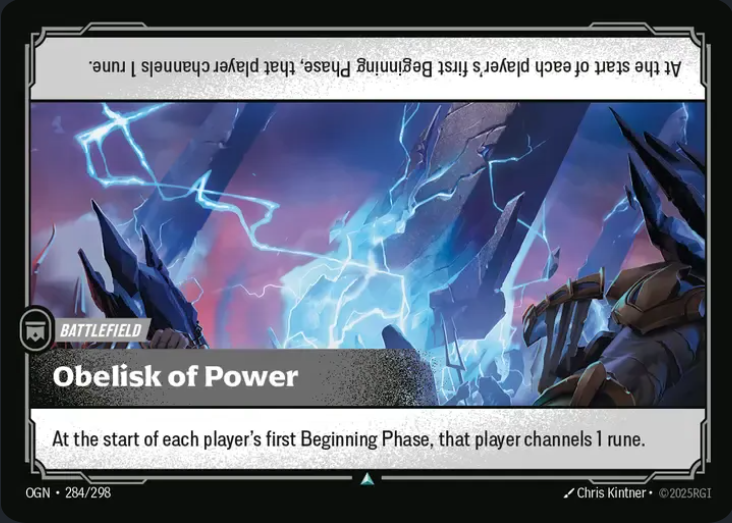 At the start of each player's first Beginning Phase, that player channels 1 rune.
BATTLEFIELD
Obelisk of Power
At the start of each player's first Beginning Phase, that player channels 1 rune.
OGN • 284/298
Chris Kintner • ©2025RGI